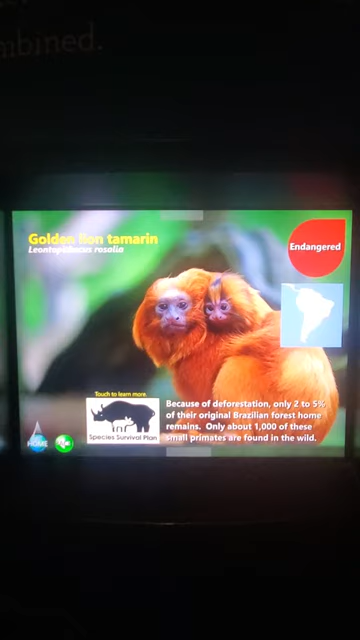 mbined.
Golden lion tamarin
Leontopithecus rosalia
Endangered
Touch to learn more.
Species Survival Plan
Because of deforestation, only 2 to 5%
of their original Brazilian forest home
remains. Only about 1,000 of these
small primates are found in the wild.
HOME